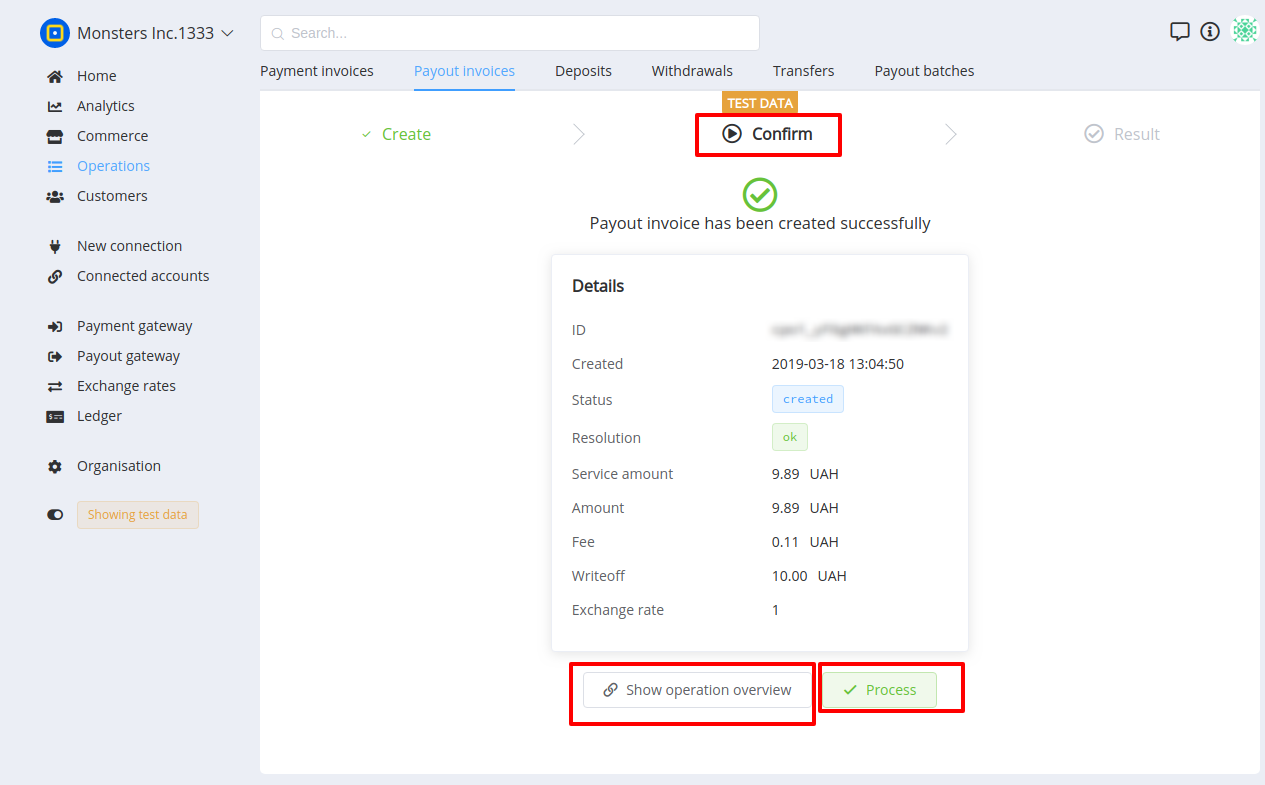 Monsters Inc.1333
Search...
Home
Analytics
Commerce
Operations
Customers
New connection
Connected accounts
Payment gateway
Payout gateway
Exchange rates
Ledger
Organisation
Showing test data
Payment invoices Payout invoices Deposits Withdrawals Transfers Payout batches
TEST DATA
Create Confirm Result
Payout invoice has been created successfully
Details
ID
Created 2019-03-18 13:04:50
Status created
Resolution ok
Service amount 9.89 UAH
Amount 9.89 UAH
Fee 0.11 UAH
Writeoff 10.00 UAH
Exchange rate 1
Show operation overview Process